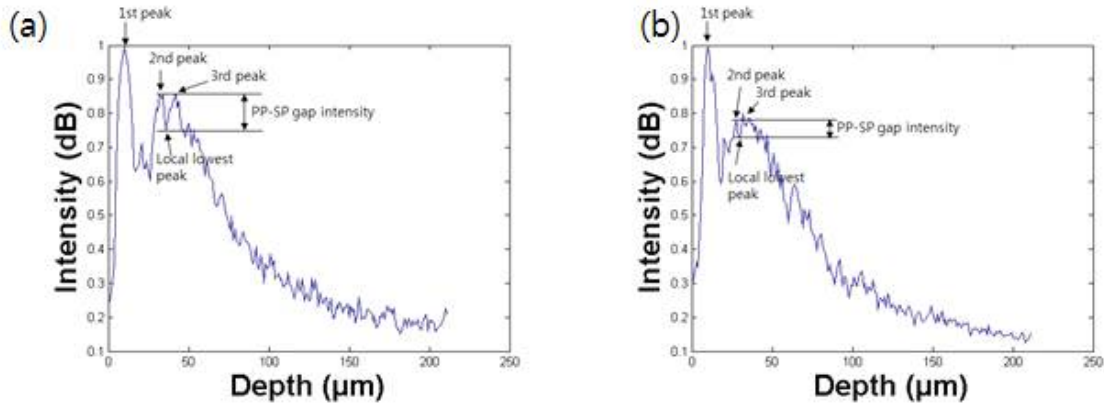 (a)
1st peak
2nd peak
3rd peak
PP-SP gap intensity
Local lowest
peak
Intensity (dB)
1
0.9
0.8
0.7
0.6
0.5
0.4
0.3
0.2
0.1
0
50
100
150
200
250
Depth (μm)
(b)
1st peak
2nd peak
3rd peak
PP-SP gap intensity
Local lowest
peak
Intensity (dB)
1
0.9
0.8
0.7
0.6
0.5
0.4
0.3
0.2
0.1
0
50
100
150
200
250
Depth (μm)